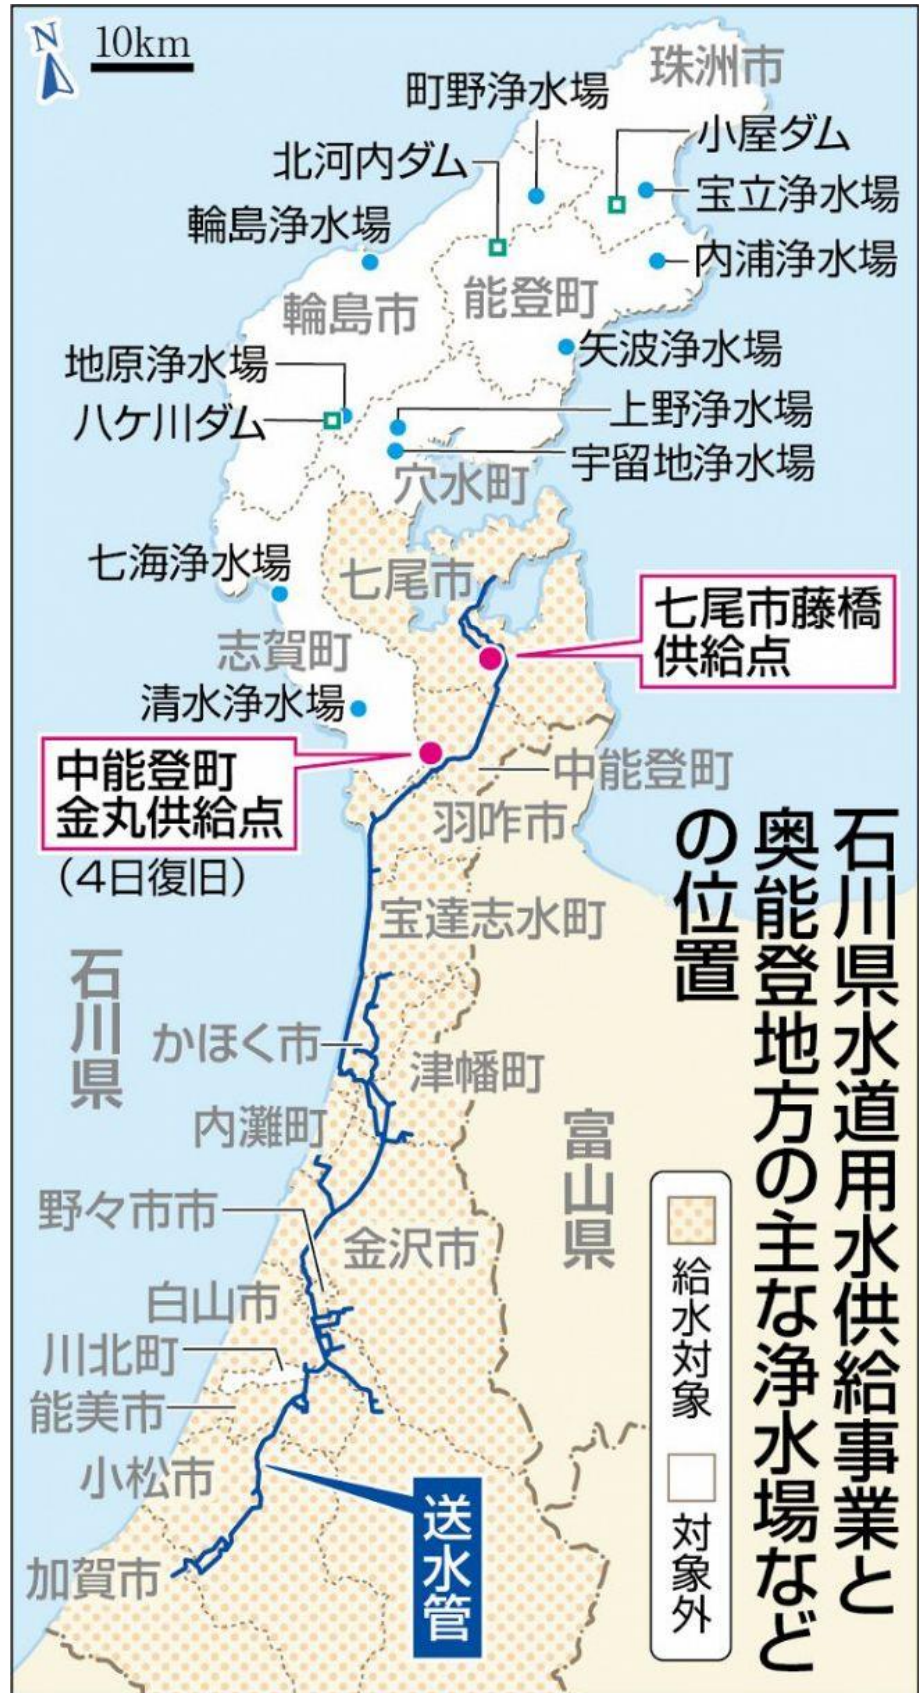 N
10km
珠洲市
町野浄水場
小屋ダム
北河内ダム
宝立浄水場
輪島浄水場
内浦浄水場
能登町
輪島市
矢波浄水場
地原浄水場
八ケ川ダム
上野浄水場
宇留地浄水場
穴水町
七海浄水場
七尾市
七尾市藤橋
供給点
志賀町
清水浄水場
中能登町
金丸供給点
(4日復旧)
中能登町
羽咋市
石川県水道用水供給事業と
奥能登地方の主な浄水場など
の位置
宝達志水町
石川県
かほく市
津幡町
内灘町
富山県
野々市市
金沢市
白山市
川北町
能美市
小松市
加賀市
送水管
給水対象
対象外